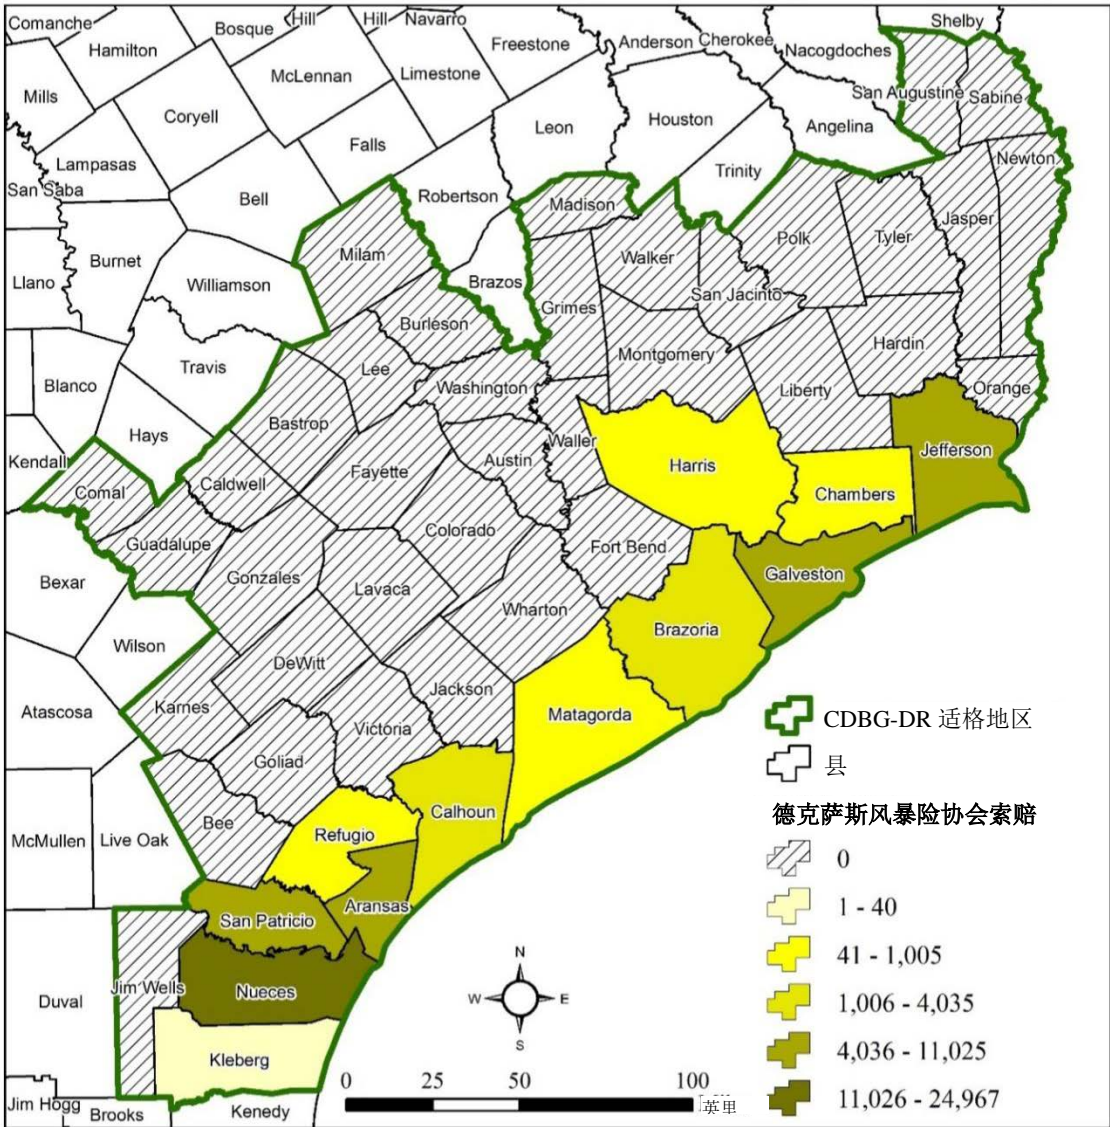 Comanche
Hill
Hill
Navarro
Shelby
Hamilton
Bosque
Freestone
Anderson
Cherokee
Nacogdoches
McLennan
Limestone
San Augustine
Sabine
Mills
Coryell
Leon
Houston
Angelina
Falls
Lampasas
Trinity
Newton
San Saba
Bell
Robertson
Madison
Jasper
Milam
Walker
Polk
Tyler
Burnet
Llano
Williamson
Brazos
San Jacinto
Grimes
Burleson
Montgomery
Hardin
Travis
Lee
Washington
Blanco
Liberty
Orange
Bastrop
Hays
Waller
Jefferson
Kendall
Fayette
Austin
Harris
Comal
Caldwell
Chambers
Colorado
Guadalupe
Fort Bend
Bexar
Gonzales
Lavaca
Galveston
Wharton
Brazoria
Wilson
DeWitt
Jackson
Karnes
Atascosa
Matagorda
Victoria
Goliad
Calhoun
Bee
Refugio
McMullen
Live Oak
Aransas
San Patricio
Duval
Jim Wells
Nueces
Kleberg
Jim Hogg
Brooks
Kenedy
N
W
E
S
0
25
50
100
英里
CDBG-DR 适格地区
县
德克萨斯风暴险协会索赔
0
1 - 40
41 - 1,005
1,006 - 4,035
4,036 - 11,025
11,026 - 24,967